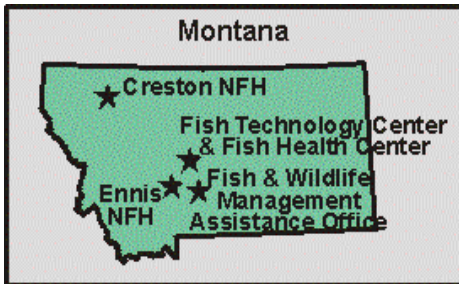 Montana
Creston NFH
Fish Technology Center
& Fish Health Center
Ennis
NFH
Fish & Wildlife
Management
Assistance Office